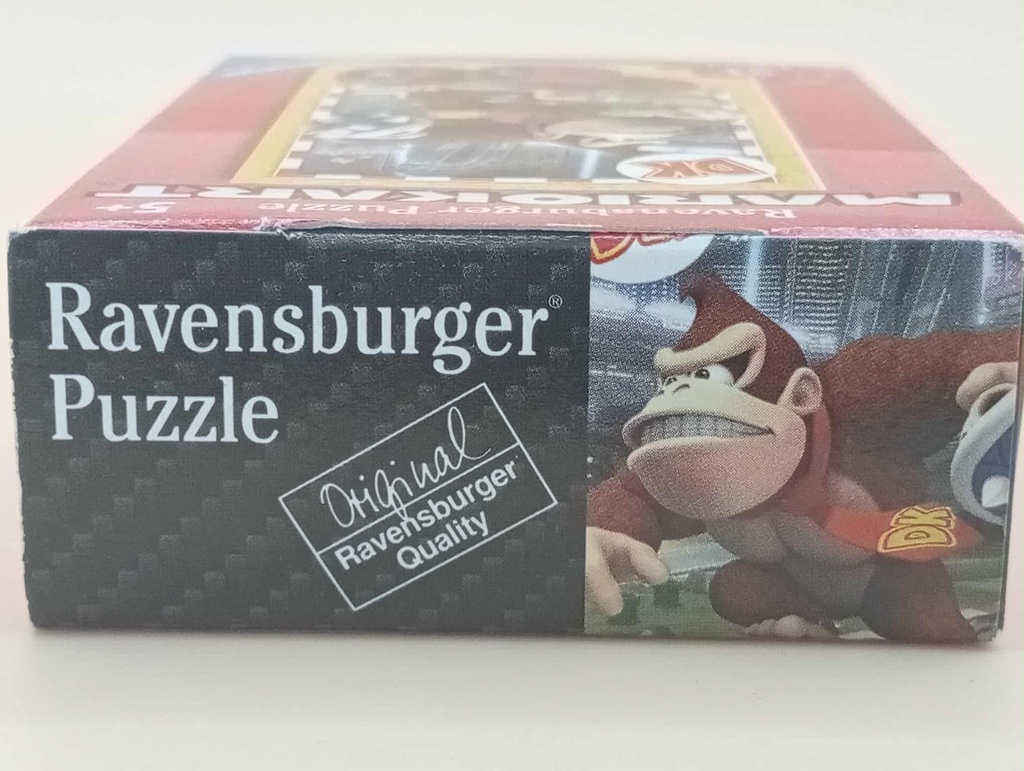 MARIOKART
Ravensburger Puzzle
5+
DK
Ravensburger®
Puzzle
Original
Ravensburger
Quality
DK